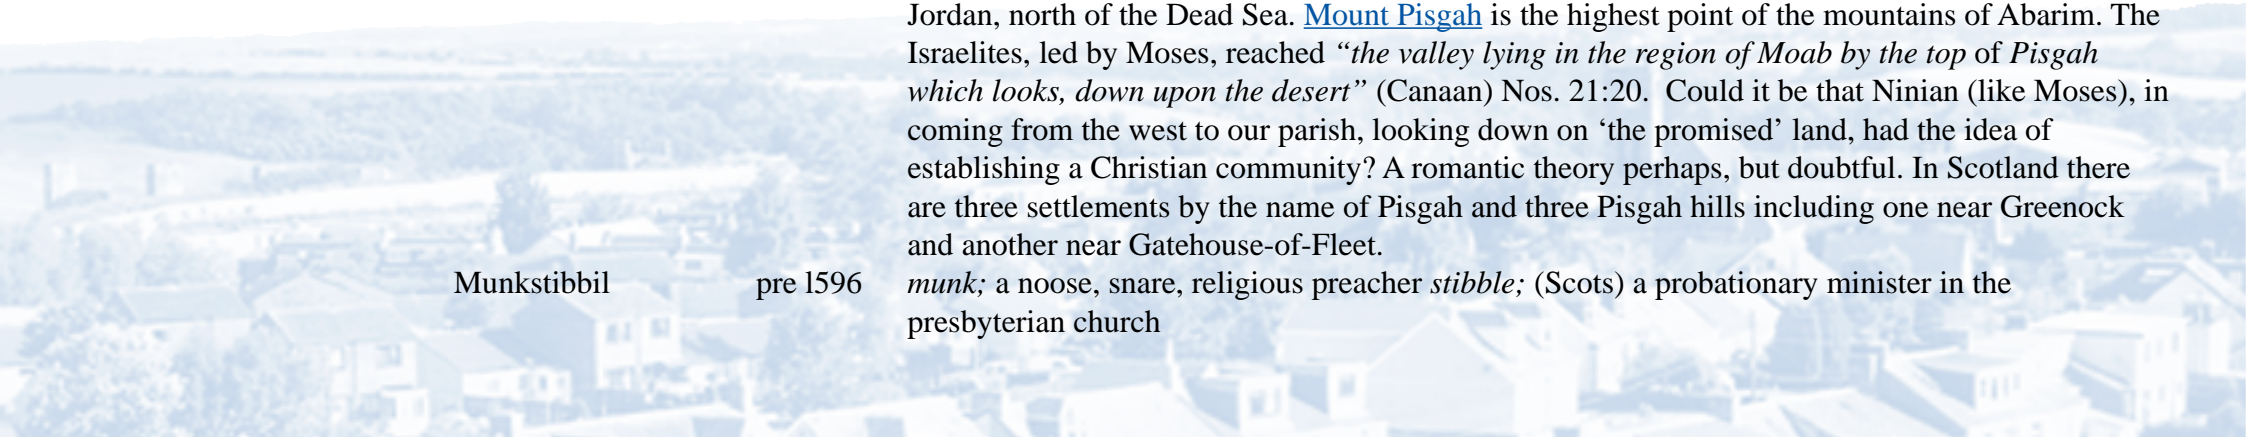 Jordan, north of the Dead Sea. Mount Pisgah is the highest point of the mountains of Abarim. The
Israelites, led by Moses, reached “the valley lying in the region of Moab by the top of Pisgah
which looks, down upon the desert” (Canaan) Nos. 21:20.  Could it be that Ninian (like Moses), in
coming from the west to our parish, looking down on ‘the promised’ land, had the idea of
establishing a Christian community? A romantic theory perhaps, but doubtful. In Scotland there
are three settlements by the name of Pisgah and three Pisgah hills including one near Greenock
and another near Gatehouse-of-Fleet.
Munkstibbil pre l596 munk; a noose, snare, religious preacher stibble; (Scots) a probationary minister in the
presbyterian church